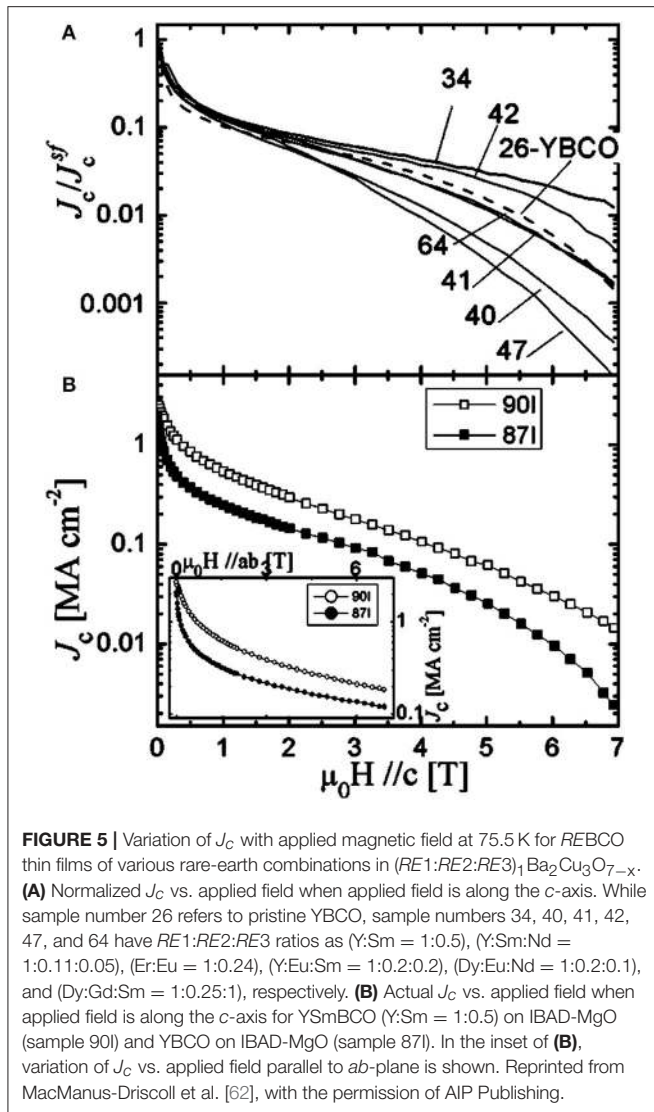 A
1
0.1
0.01
0.001
J_c/J_c^sf
34
42
26-YBCO
64
41
40
47
B
90I
87I
1
0.1
0.01
J_c [MA cm⁻²]
0 μ₀H //ab [T] 3 6
90I
87I
1
0.1
J_c [MA cm⁻²]
0 1 2 3 4 5 6 7
μ₀H //c [T]
FIGURE 5 | Variation of J_c with applied magnetic field at 75.5 K for REBCO
thin films of various rare-earth combinations in (RE1:RE2:RE3)₁Ba₂Cu₃O₇₋ₓ.
(A) Normalized J_c vs. applied field when applied field is along the c-axis. While
sample number 26 refers to pristine YBCO, sample numbers 34, 40, 41, 42,
47, and 64 have RE1:RE2:RE3 ratios as (Y:Sm = 1:0.5), (Y:Sm:Nd =
1:0.11:0.05), (Er:Eu = 1:0.24), (Y:Eu:Sm = 1:0.2:0.2), (Dy:Eu:Nd = 1:0.2:0.1),
and (Dy:Gd:Sm = 1:0.25:1), respectively. (B) Actual J_c vs. applied field when
applied field is along the c-axis for YSmBCO (Y:Sm = 1:0.5) on IBAD-MgO
(sample 90I) and YBCO on IBAD-MgO (sample 87I). In the inset of (B),
variation of J_c vs. applied field parallel to ab-plane is shown. Reprinted from
MacManus-Driscoll et al. [62], with the permission of AIP Publishing.